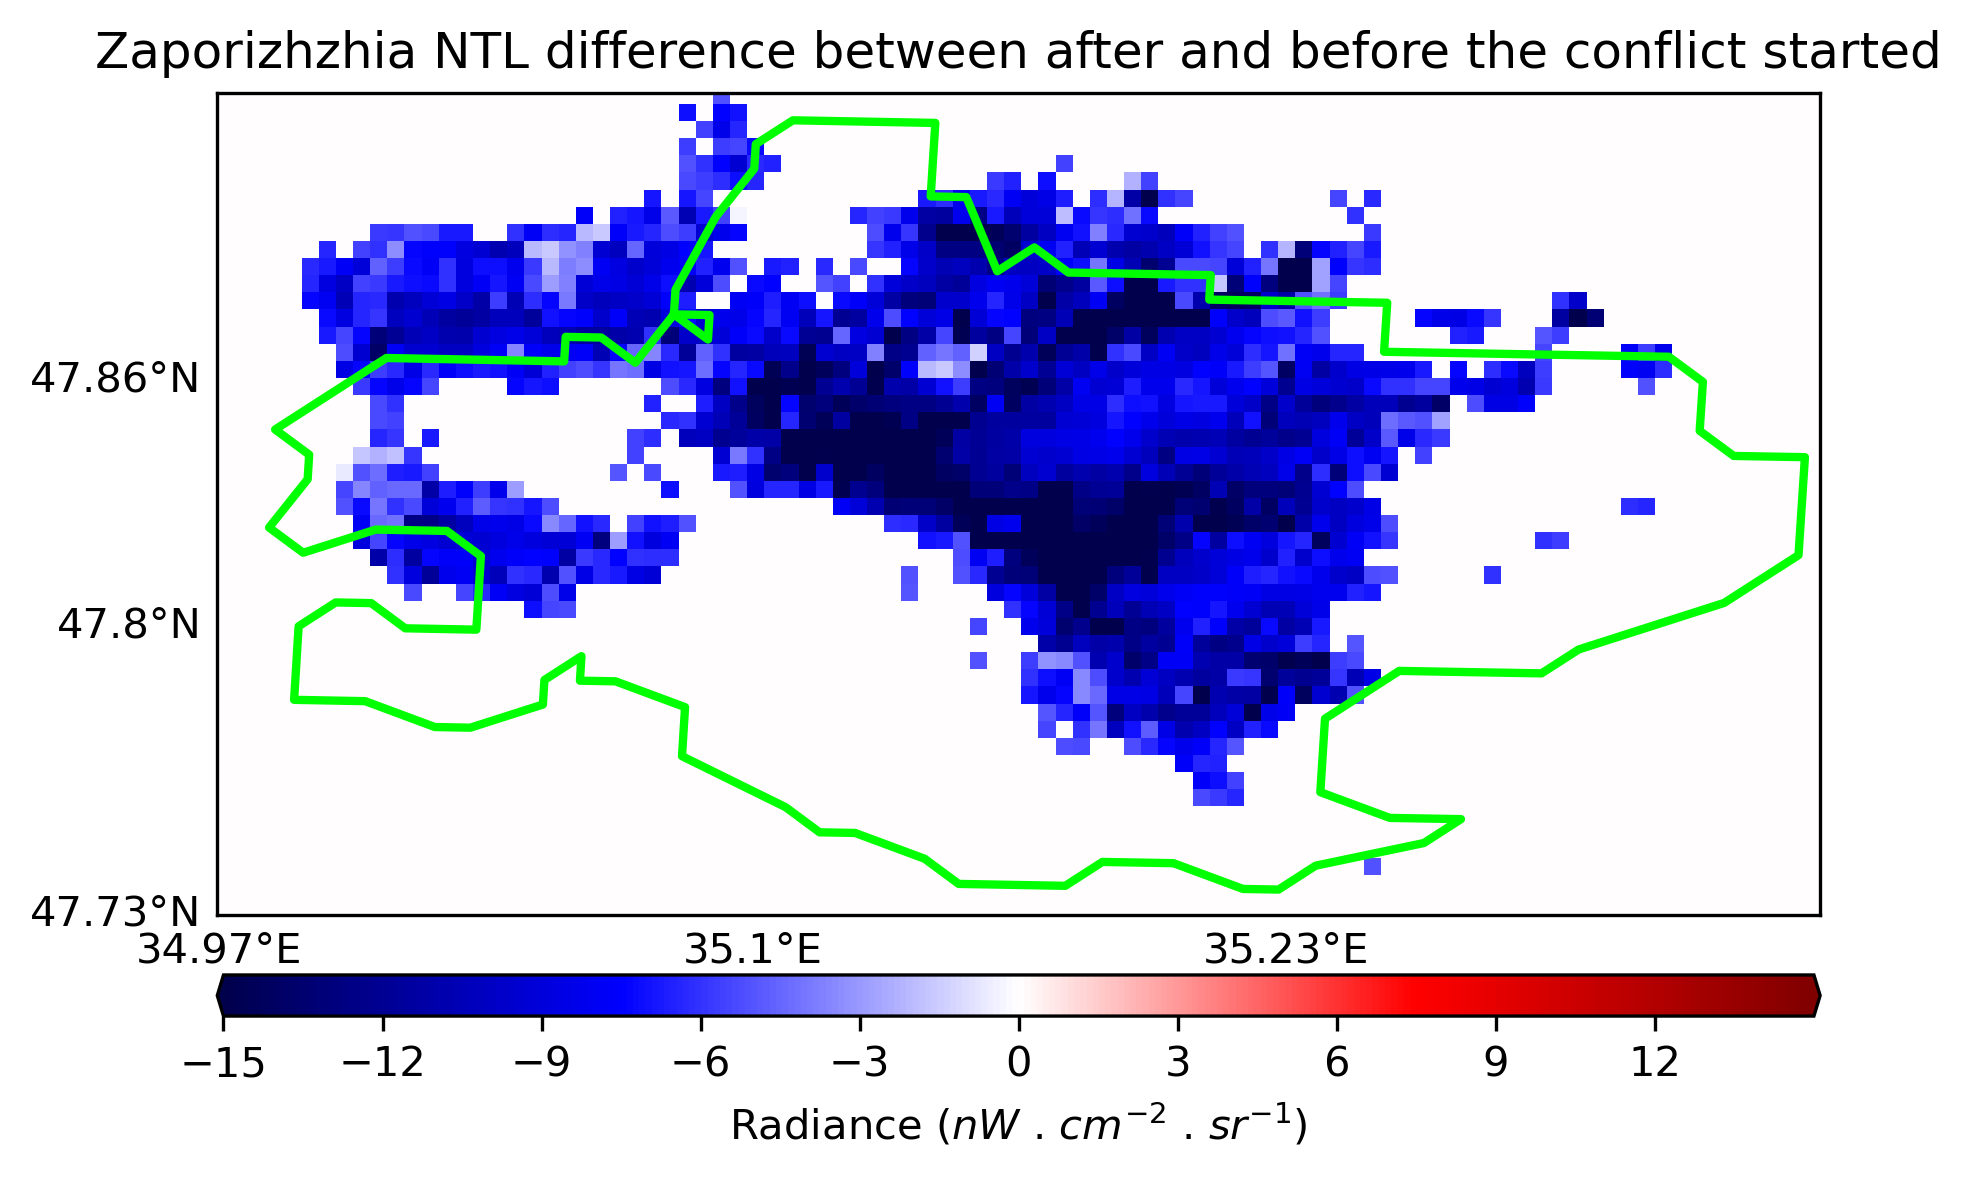 Zaporizhzhia NTL difference between after and before the conflict started
47.86°N
47.8°N
47.73°N
34.97°E 35.1°E 35.23°E
−15 −12 −9 −6 −3 0 3 6 9 12
Radiance (nW . cm⁻² . sr⁻¹)